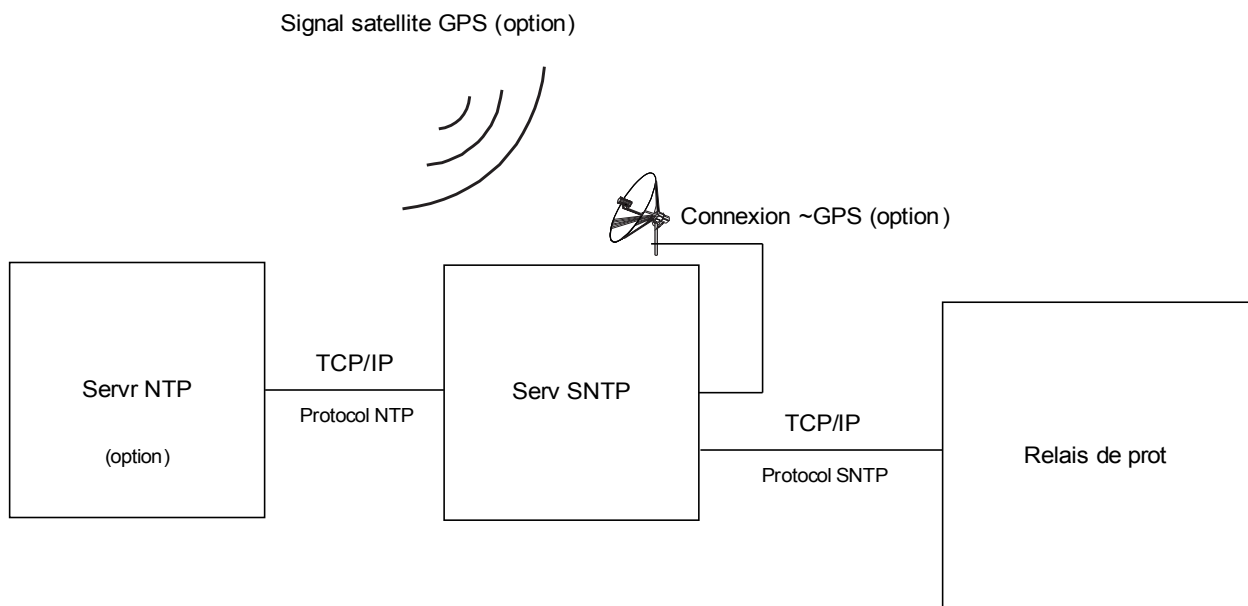 Signal satellite GPS (option)
Connexion ~GPS (option)
Servr NTP
(option)
TCP/IP
Protocol NTP
Serv SNTP
TCP/IP
Protocol SNTP
Relais de prot